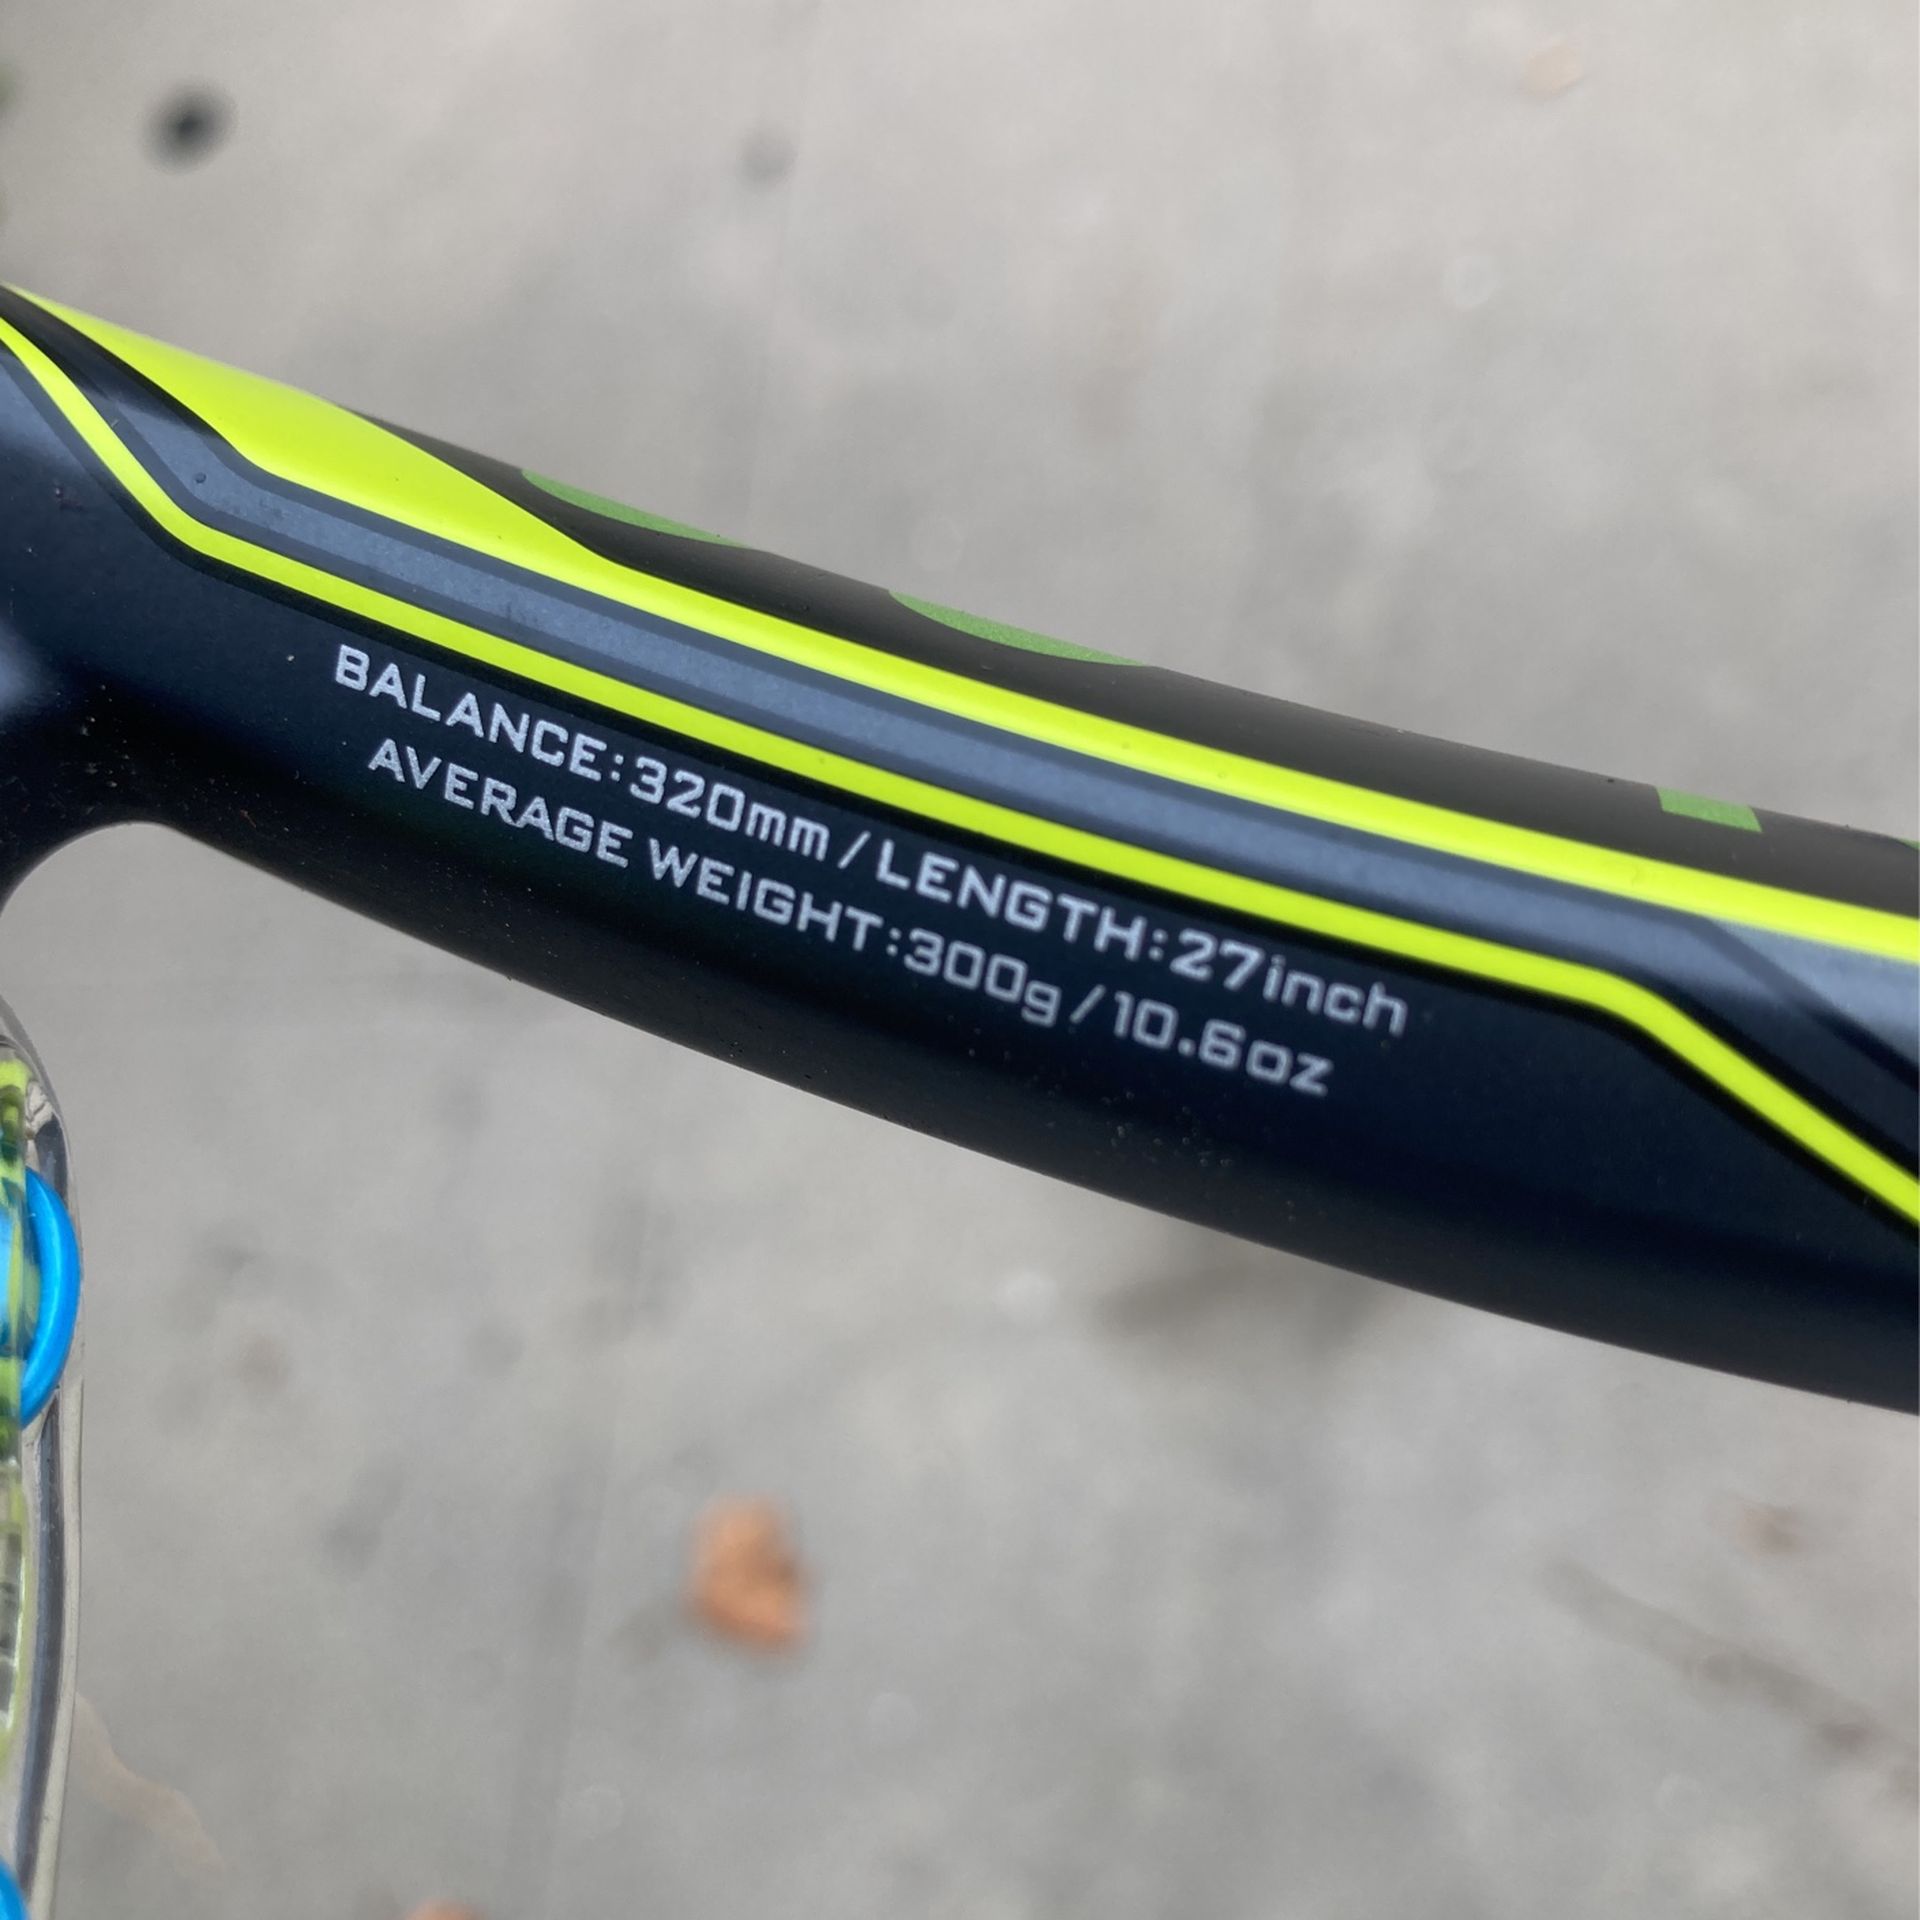 BALANCE:320mm/LENGTH:27inch
AVERAGE WEIGHT:300g/10.6oz